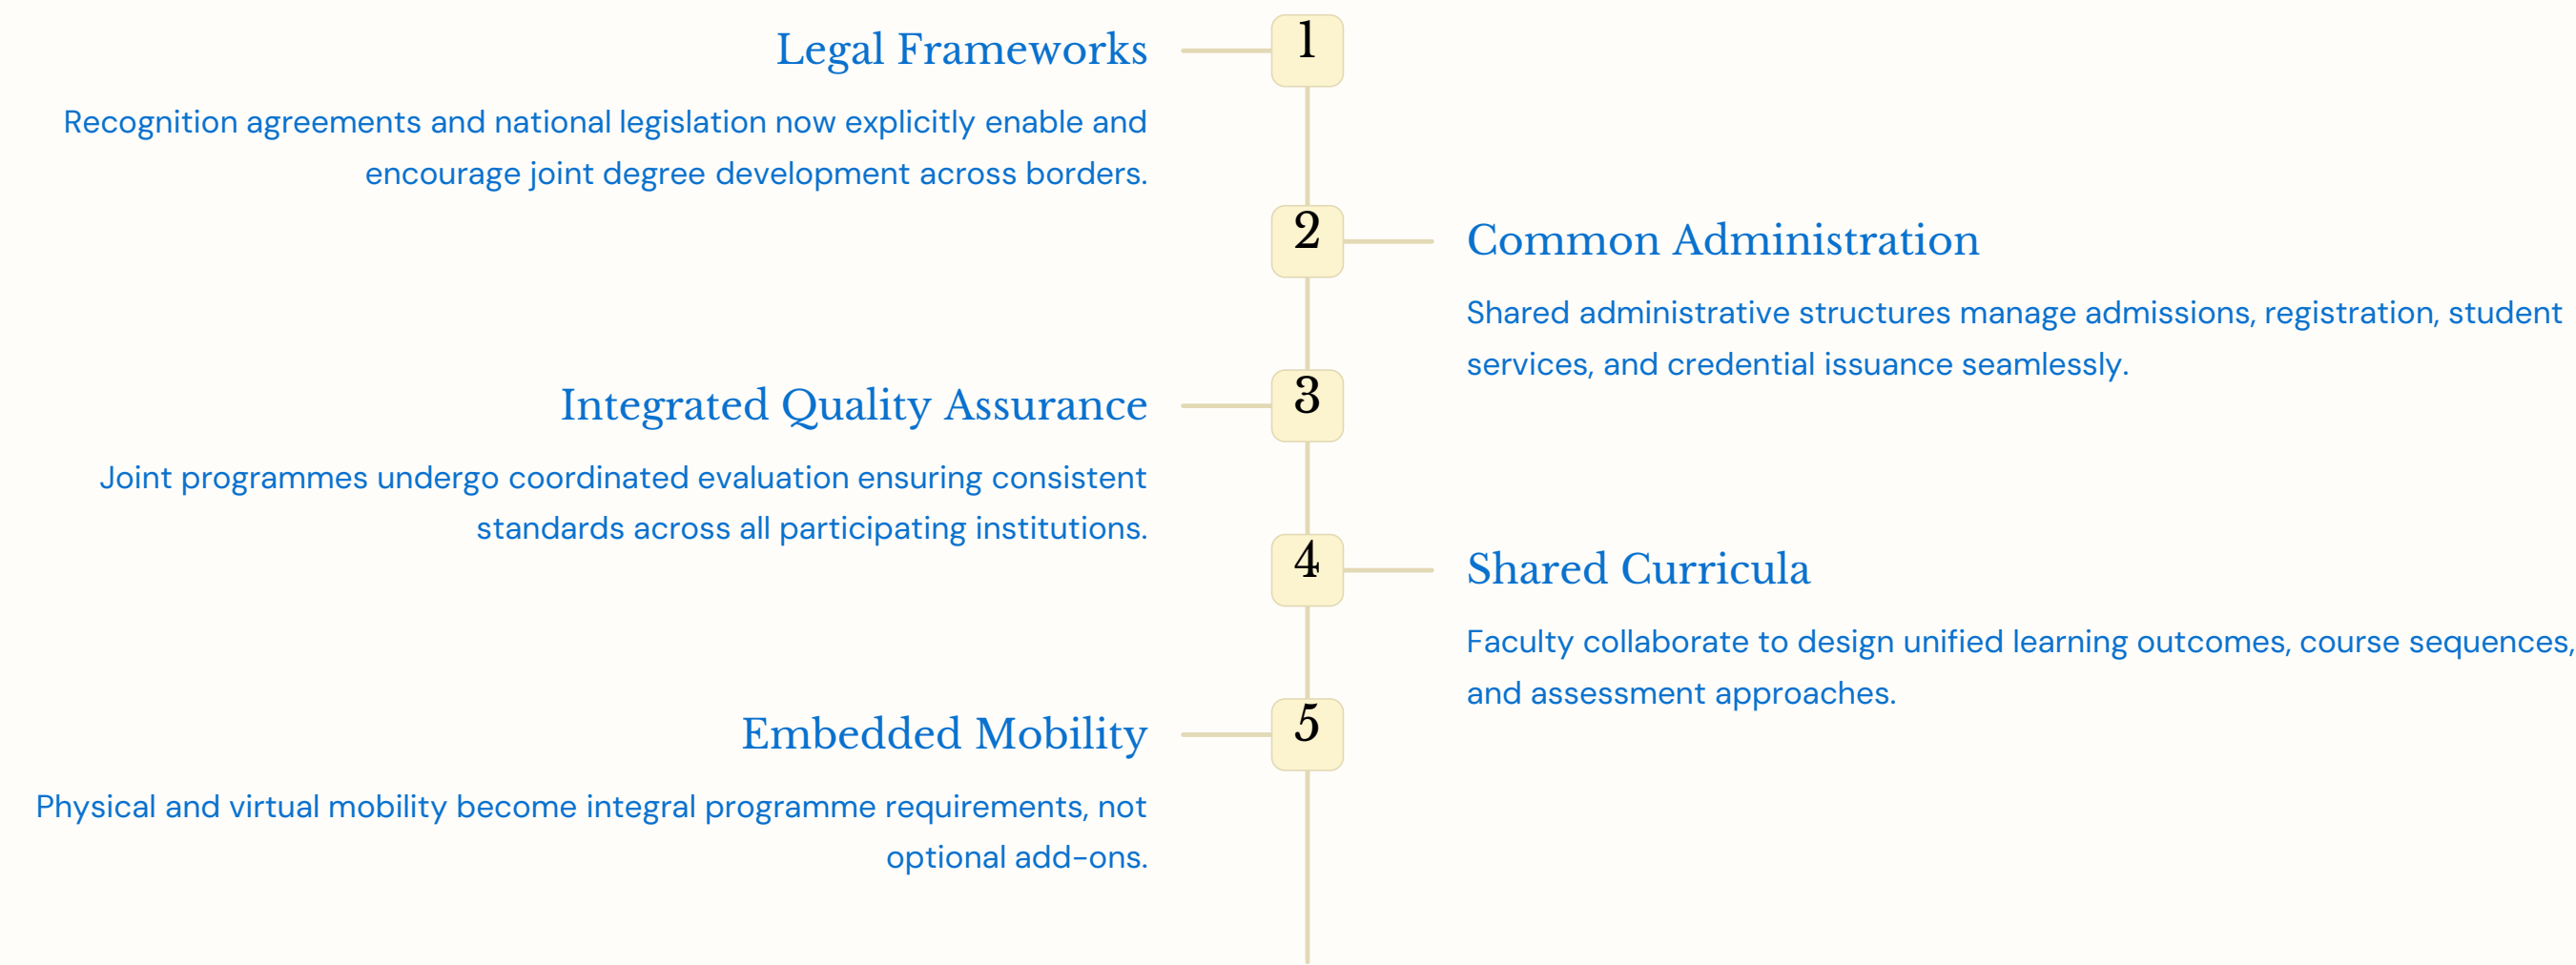 1
Legal Frameworks
Recognition agreements and national legislation now explicitly enable and
encourage joint degree development across borders.
2
Common Administration
Shared administrative structures manage admissions, registration, student
services, and credential issuance seamlessly.
3
Integrated Quality Assurance
Joint programmes undergo coordinated evaluation ensuring consistent
standards across all participating institutions.
4
Shared Curricula
Faculty collaborate to design unified learning outcomes, course sequences,
and assessment approaches.
5
Embedded Mobility
Physical and virtual mobility become integral programme requirements, not
optional add-ons.